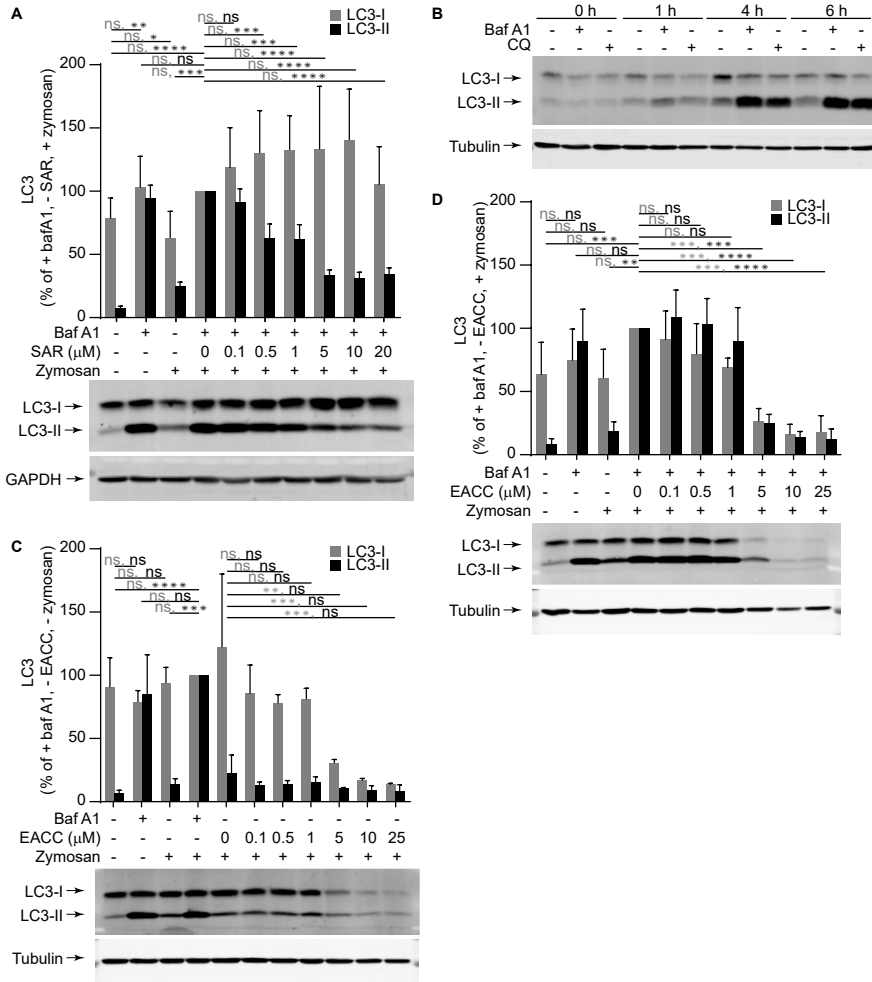 A
ns, **
ns, *
ns, ****
ns, ns
ns, ***
ns, ns
ns, ***
ns, ***
ns, ****
ns, ****
ns, ****
LC3-I
LC3-II
LC3
(% of + bafA1, - SAR, + zymosan)
200
150
100
50
0
Baf A1 - + - + + + + + + +
SAR (µM) - - - 0 0.1 0.5 1 5 10 20
Zymosan - - + + + + + + + +
LC3-I
LC3-II
GAPDH
B
0 h 1 h 4 h 6 h
Baf A1 - + - - + - - + - - + -
CQ - - + - - + - - + - - +
LC3-I
LC3-II
Tubulin
C
ns, ns
ns, ns
ns, ****
ns, ns
ns, ***
ns, ns
ns, ns
ns, ns
**, ns
***, ns
***, ns
LC3-I
LC3-II
LC3
(% of + baf A1, - EACC, - zymosan)
200
150
100
50
0
Baf A1 - + - + - - - - - - -
EACC (µM) - - - - 0 0.1 0.5 1 5 10 25
Zymosan - - + + + + + + + +
LC3-I
LC3-II
Tubulin
D
ns, ns
ns, ns
ns, ***
ns, ns
ns, **
ns, ns
ns, ns
ns, ns
***, ***
***, ****
***, ****
LC3-I
LC3-II
LC3
(% of + baf A1, - EACC, + zymosan)
200
150
100
50
0
Baf A1 - + - + + + + + + +
EACC (µM) - - - 0 0.1 0.5 1 5 10 25
Zymosan - - + + + + + + + +
LC3-I
LC3-II
Tubulin